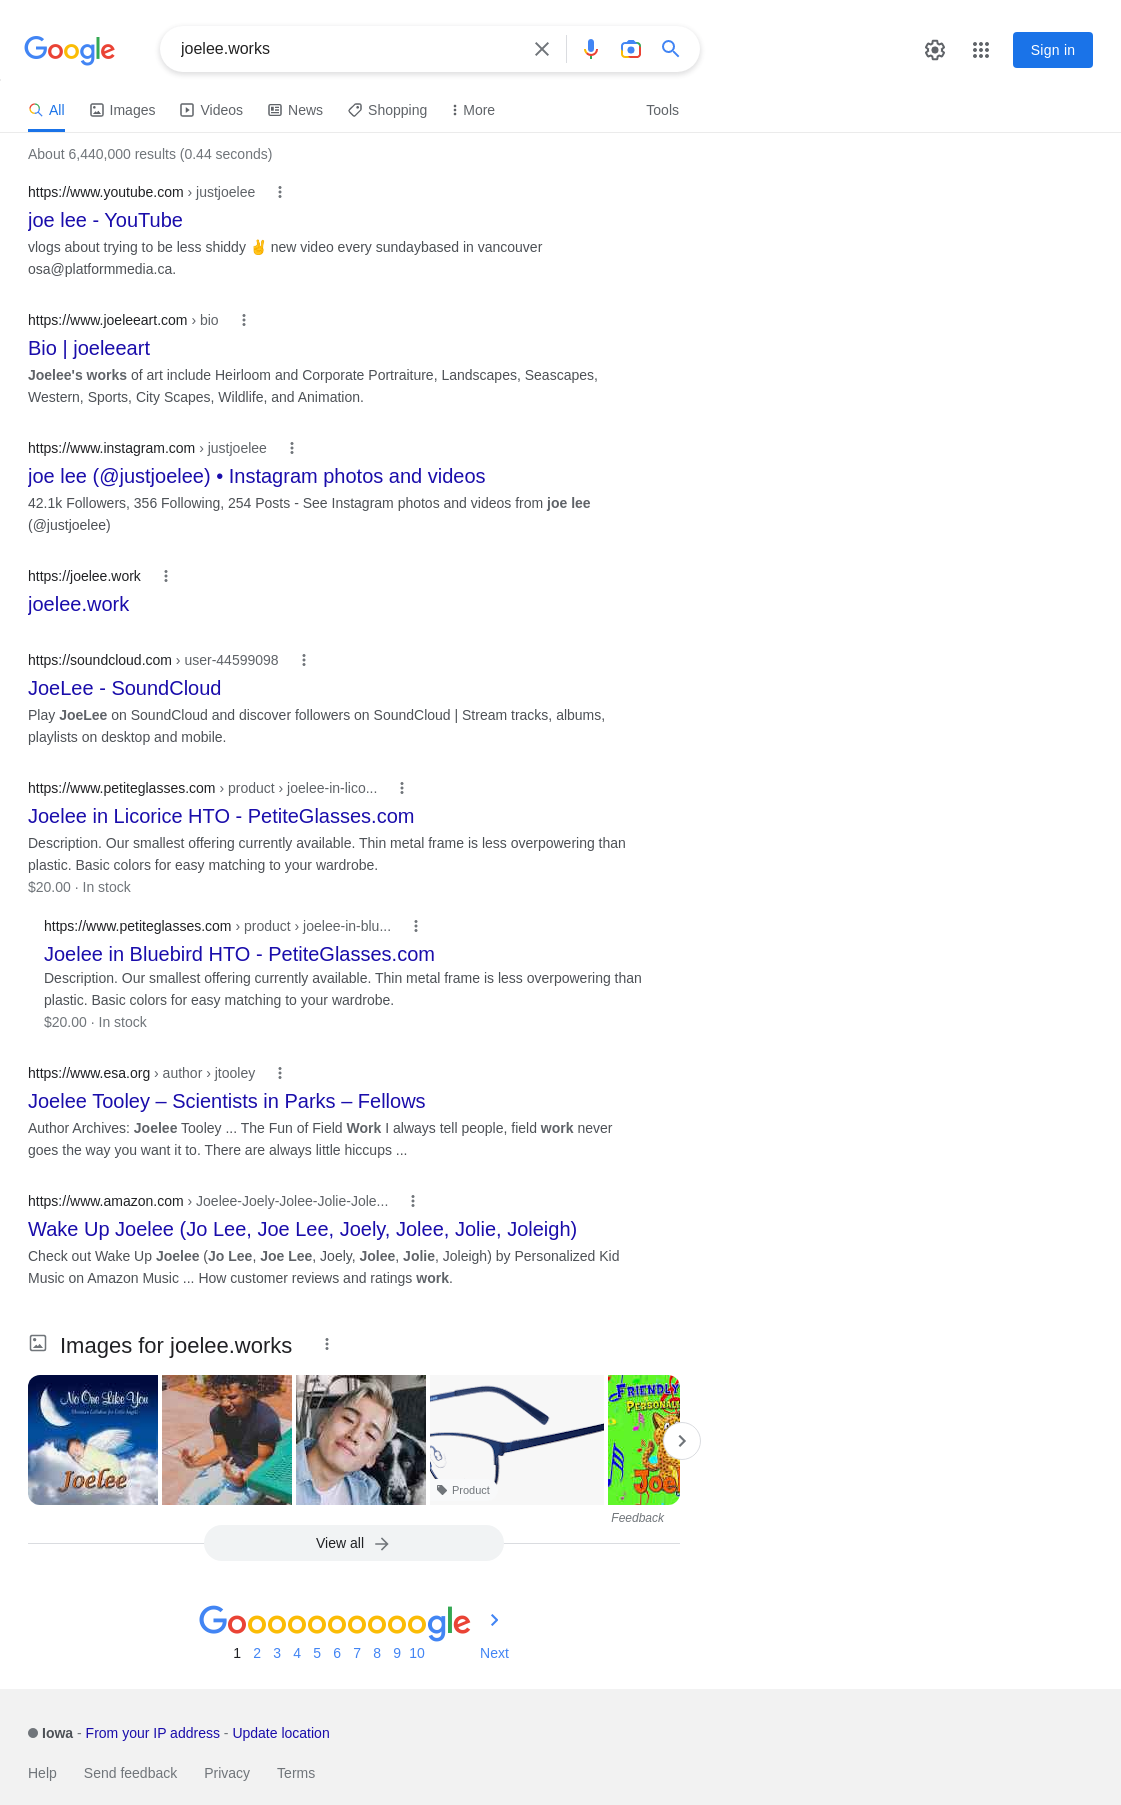 Google
joelee.works
Sign in
All
Images
Videos
News
Shopping
More
Tools
About 6,440,000 results (0.44 seconds)
https://www.youtube.com › justjoelee
joe lee - YouTube
vlogs about trying to be less shiddy ✌️ new video every sundaybased in vancouver
osa@platformmedia.ca.
https://www.joeleeart.com › bio
Bio | joeleeart
Joelee's works of art include Heirloom and Corporate Portraiture, Landscapes, Seascapes,
Western, Sports, City Scapes, Wildlife, and Animation.
https://www.instagram.com › justjoelee
joe lee (@justjoelee) • Instagram photos and videos
42.1k Followers, 356 Following, 254 Posts - See Instagram photos and videos from joe lee
(@justjoelee)
https://joelee.work
joelee.work
https://soundcloud.com › user-44599098
JoeLee - SoundCloud
Play JoeLee on SoundCloud and discover followers on SoundCloud | Stream tracks, albums,
playlists on desktop and mobile.
https://www.petiteglasses.com › product › joelee-in-lico...
Joelee in Licorice HTO - PetiteGlasses.com
Description. Our smallest offering currently available. Thin metal frame is less overpowering than
plastic. Basic colors for easy matching to your wardrobe.
$20.00 · In stock
https://www.petiteglasses.com › product › joelee-in-blu...
Joelee in Bluebird HTO - PetiteGlasses.com
Description. Our smallest offering currently available. Thin metal frame is less overpowering than
plastic. Basic colors for easy matching to your wardrobe.
$20.00 · In stock
https://www.esa.org › author › jtooley
Joelee Tooley – Scientists in Parks – Fellows
Author Archives: Joelee Tooley ... The Fun of Field Work I always tell people, field work never
goes the way you want it to. There are always little hiccups ...
https://www.amazon.com › Joelee-Joely-Jolee-Jolie-Jole...
Wake Up Joelee (Jo Lee, Joe Lee, Joely, Jolee, Jolie, Joleigh)
Check out Wake Up Joelee (Jo Lee, Joe Lee, Joely, Jolee, Jolie, Joleigh) by Personalized Kid
Music on Amazon Music ... How customer reviews and ratings work.
Images for joelee.works
No One Like You
Christian Lullabies for Little Angels
Joelee
Product
FRIENDLY
PERSONAL
Joe
Feedback
View all
Goooooooooogle
1 2 3 4 5 6 7 8 9 10 Next
Iowa - From your IP address - Update location
Help Send feedback Privacy Terms